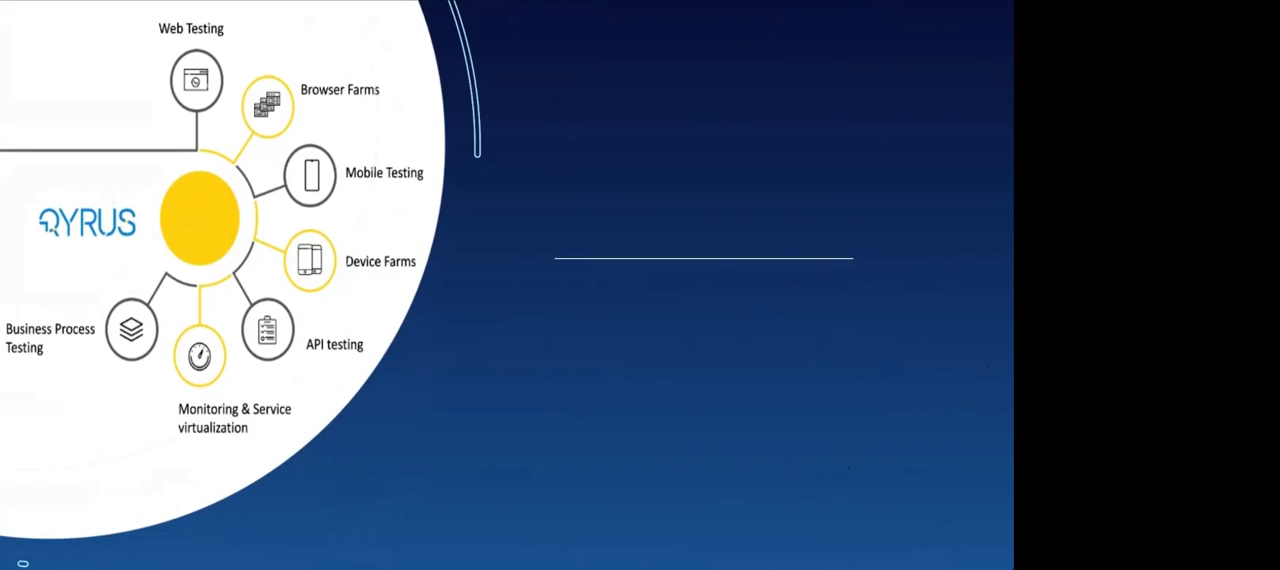 Web Testing
Browser Farms
Mobile Testing
QYRUS
Device Farms
Business Process
Testing
API testing
Monitoring & Service
virtualization